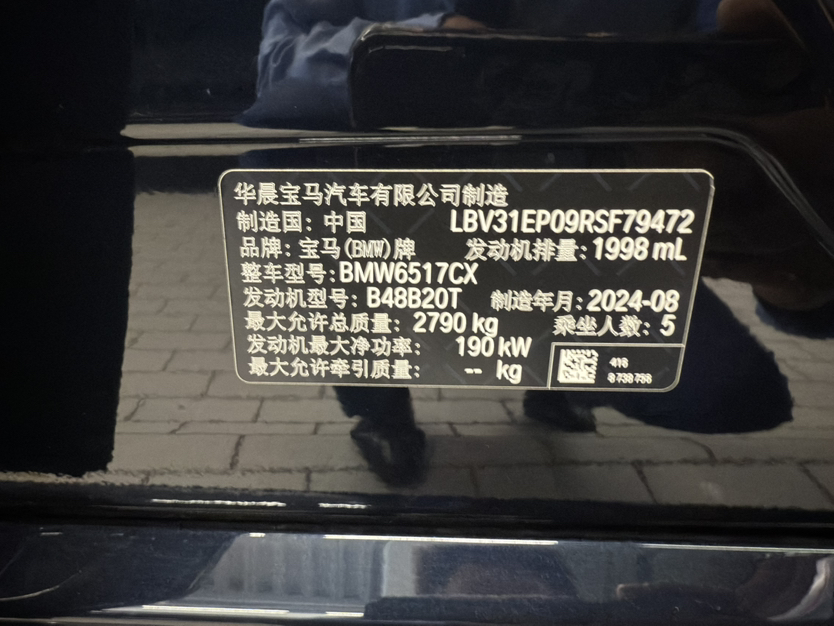 华晨宝马汽车有限公司制造
制造国: 中国 LBV31EP09RSF79472
品牌: 宝马(BMW)牌 发动机排量: 1998 mL
整车型号: BMW6517CX
发动机型号: B48B20T 制造年月: 2024-08
最大允许总质量: 2790 kg 乘坐人数: 5
发动机最大净功率: 190 kW
最大允许牵引质量: -- kg
416